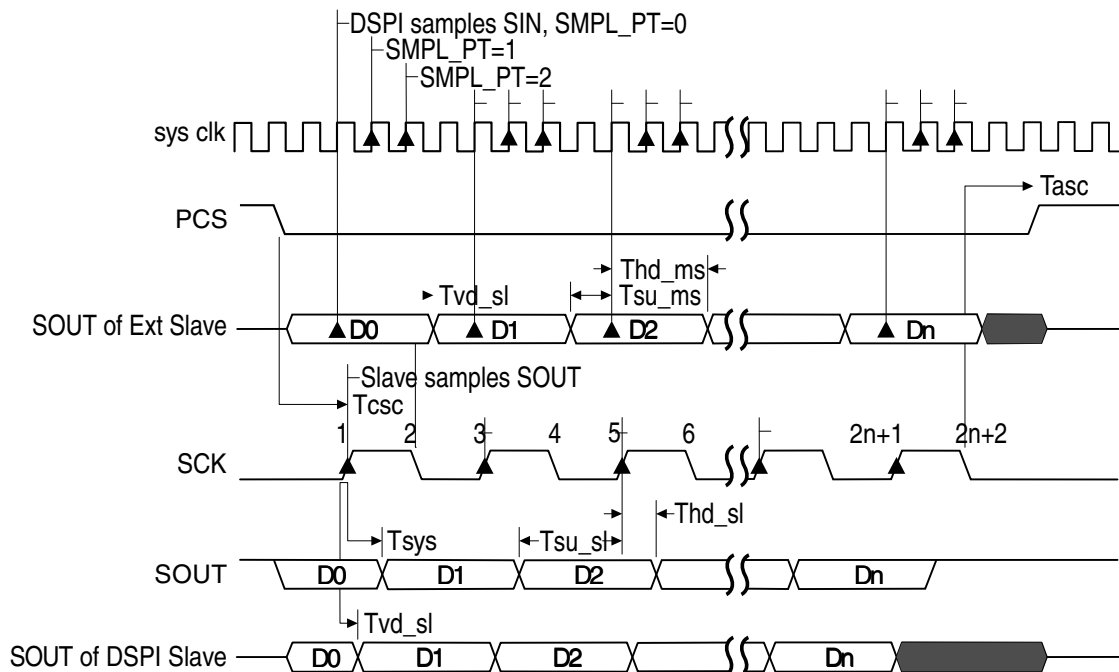 DSPI samples SIN, SMPL_PT=0
SMPL_PT=1
SMPL_PT=2
sys clk
Tasc
PCS
Thd_ms
Tvd_sl
Tsu_ms
SOUT of Ext Slave
D0
D1
D2
Dn
Slave samples SOUT
Tcsc
1
2
3
4
5
6
2n+1
2n+2
SCK
Thd_sl
Tsys
Tsu_sl
SOUT
D0
D1
D2
Dn
Tvd_sl
SOUT of DSPI Slave
D0
D1
D2
Dn